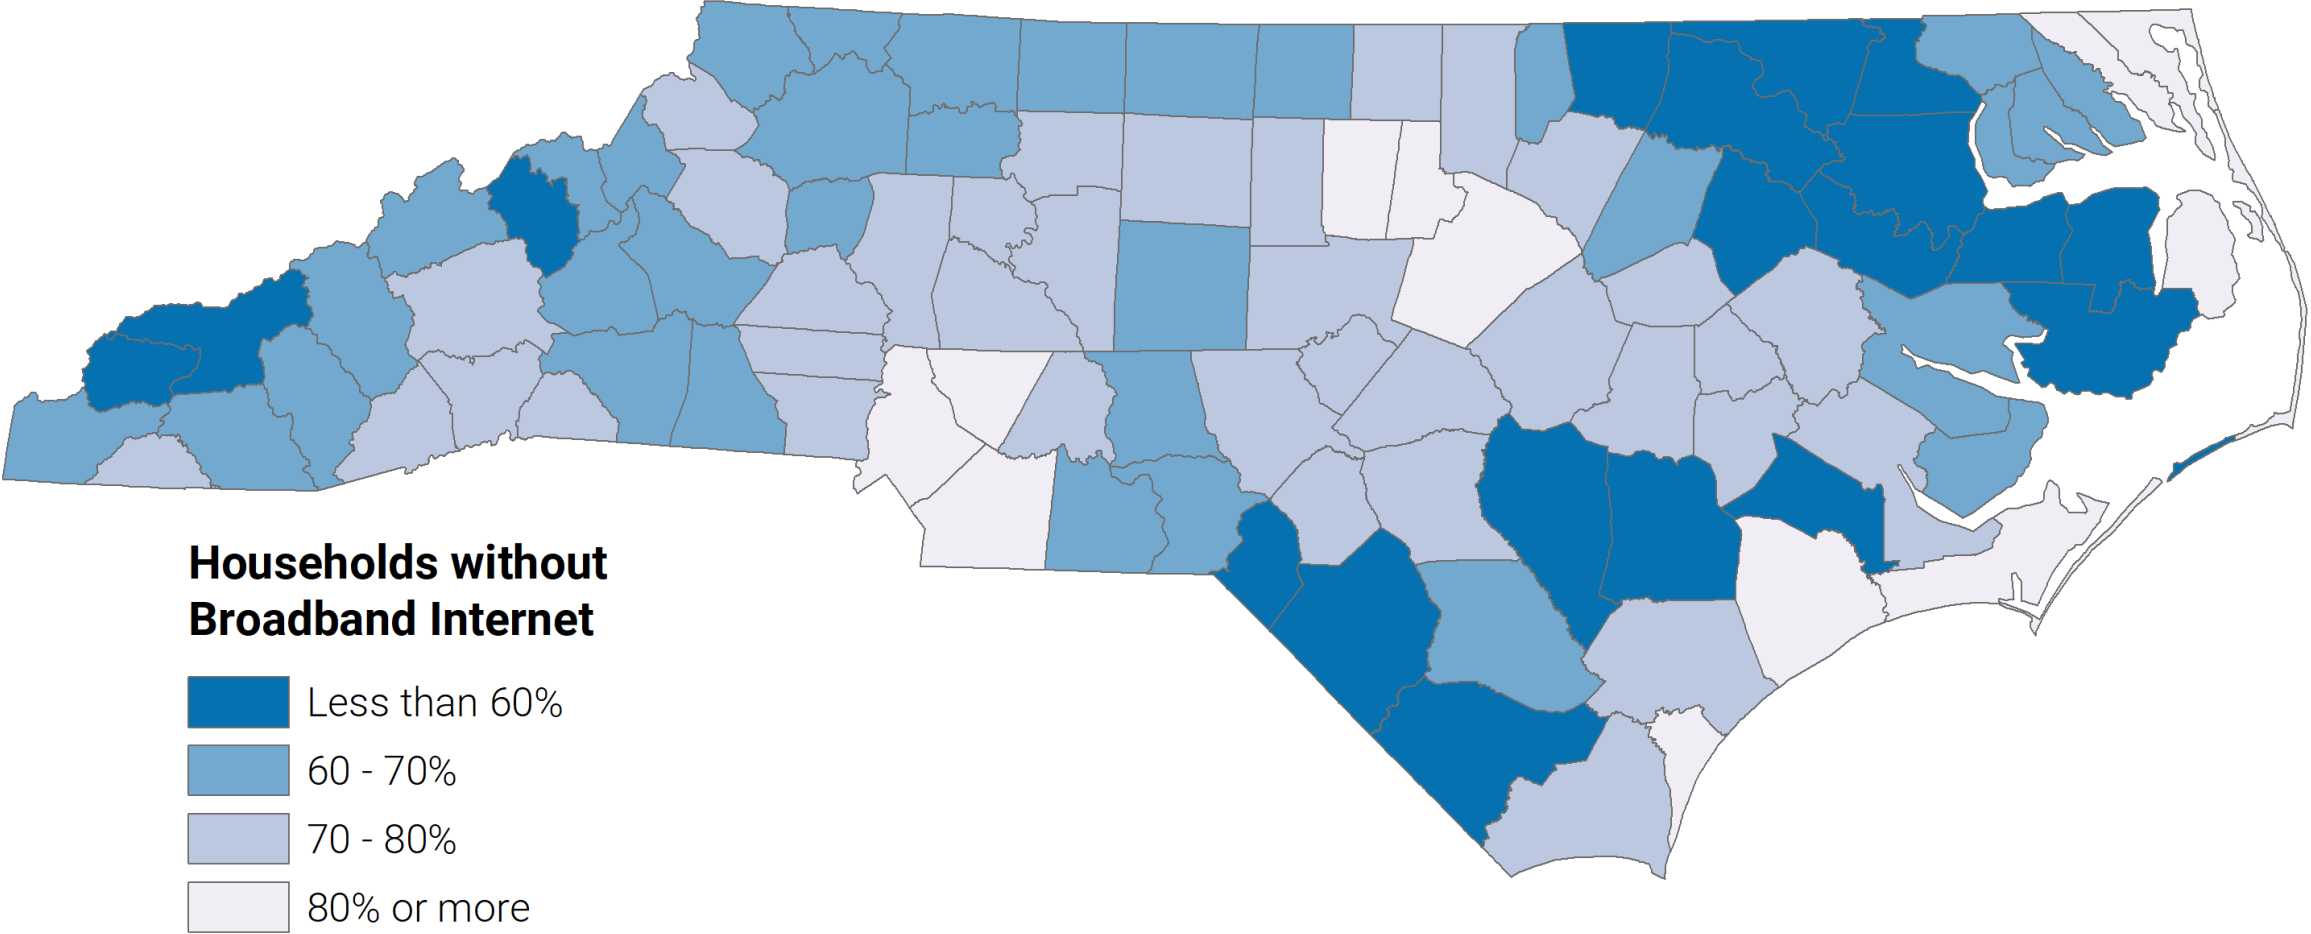 Households without
Broadband Internet
Less than 60%
60 - 70%
70 - 80%
80% or more